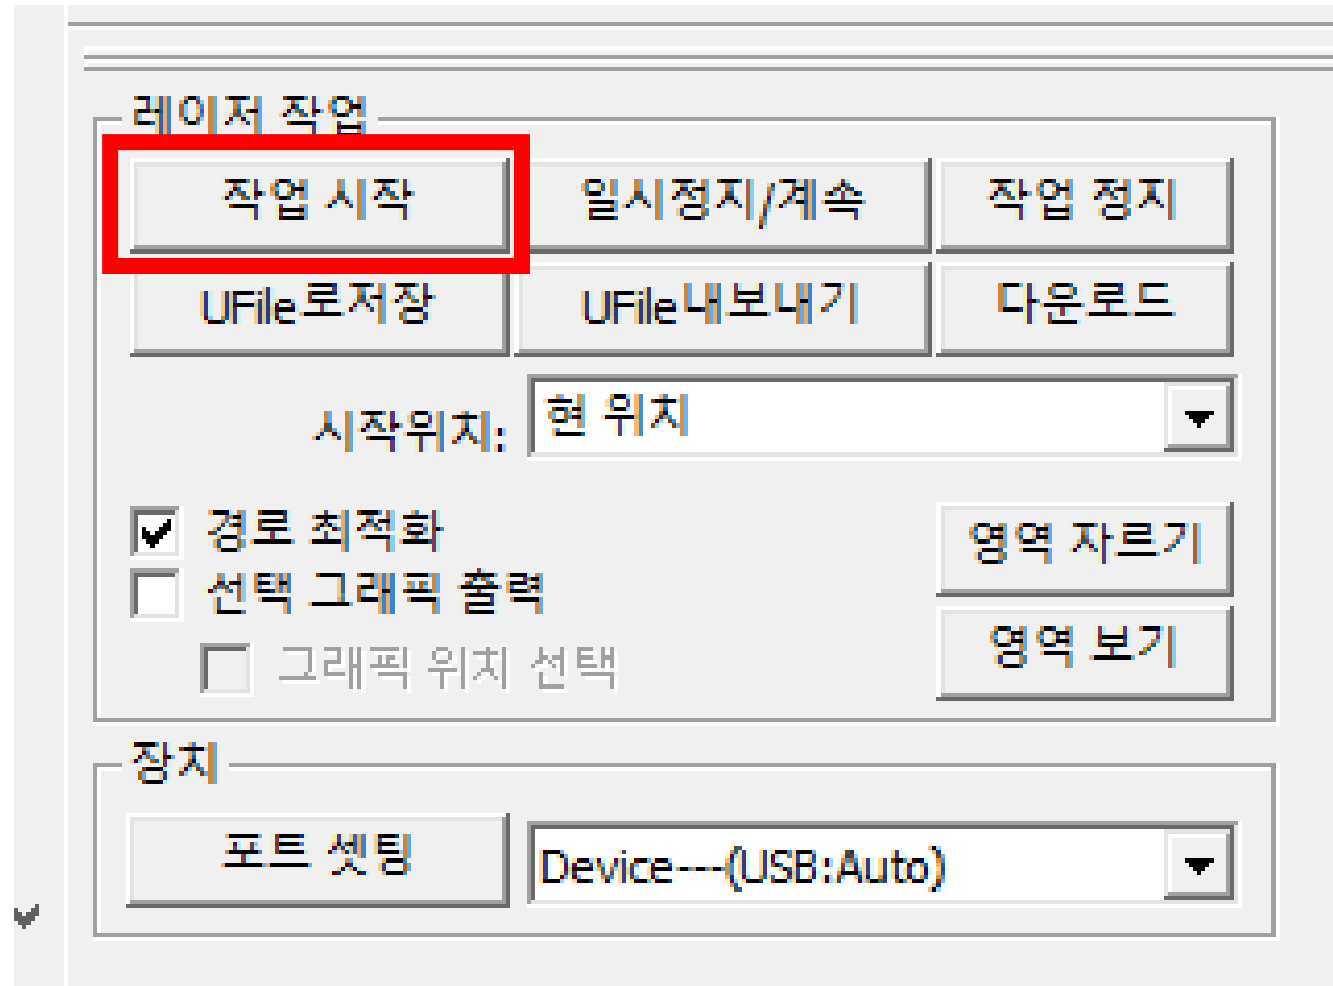 레이저 작업
작업 시작 일시정지/계속 작업 정지
UFile로저장 UFile내보내기 다운로드
시작위치: 현 위치
경로 최적화
영역 자르기
선택 그래픽 출력
영역 보기
그래픽 위치 선택
장치
포트 셋팅 Device---(USB:Auto)